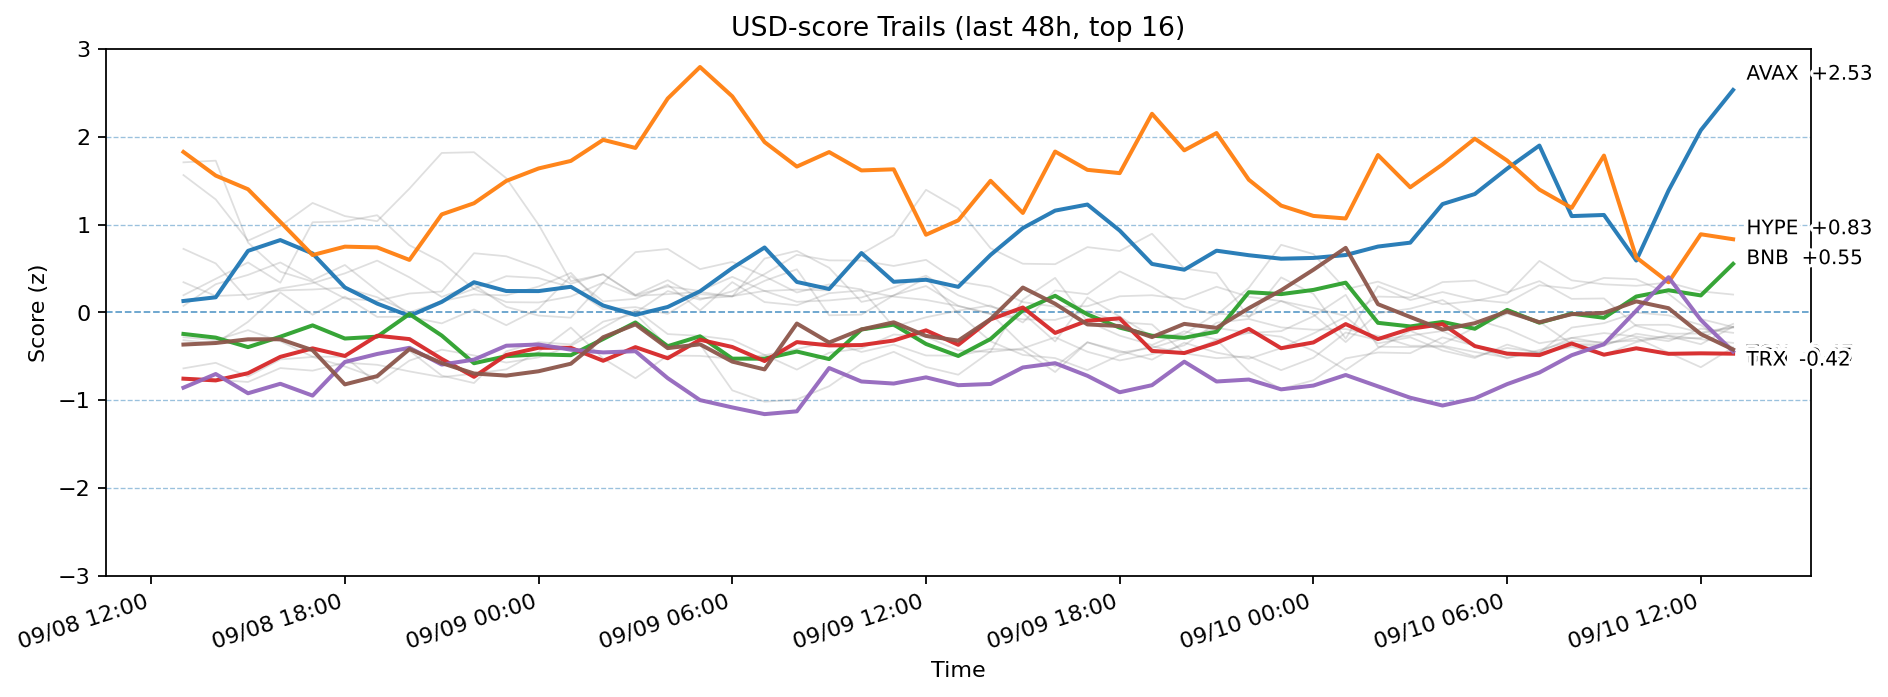 USD-score Trails (last 48h, top 16)
3
2
1
0
−1
−2
−3
Score (z)
AVAX +2.53
HYPE +0.83
BNB +0.55
TRX -0.42
09/08 12:00
09/08 18:00
09/09 00:00
09/09 06:00
09/09 12:00
09/09 18:00
09/10 00:00
09/10 06:00
09/10 12:00
Time